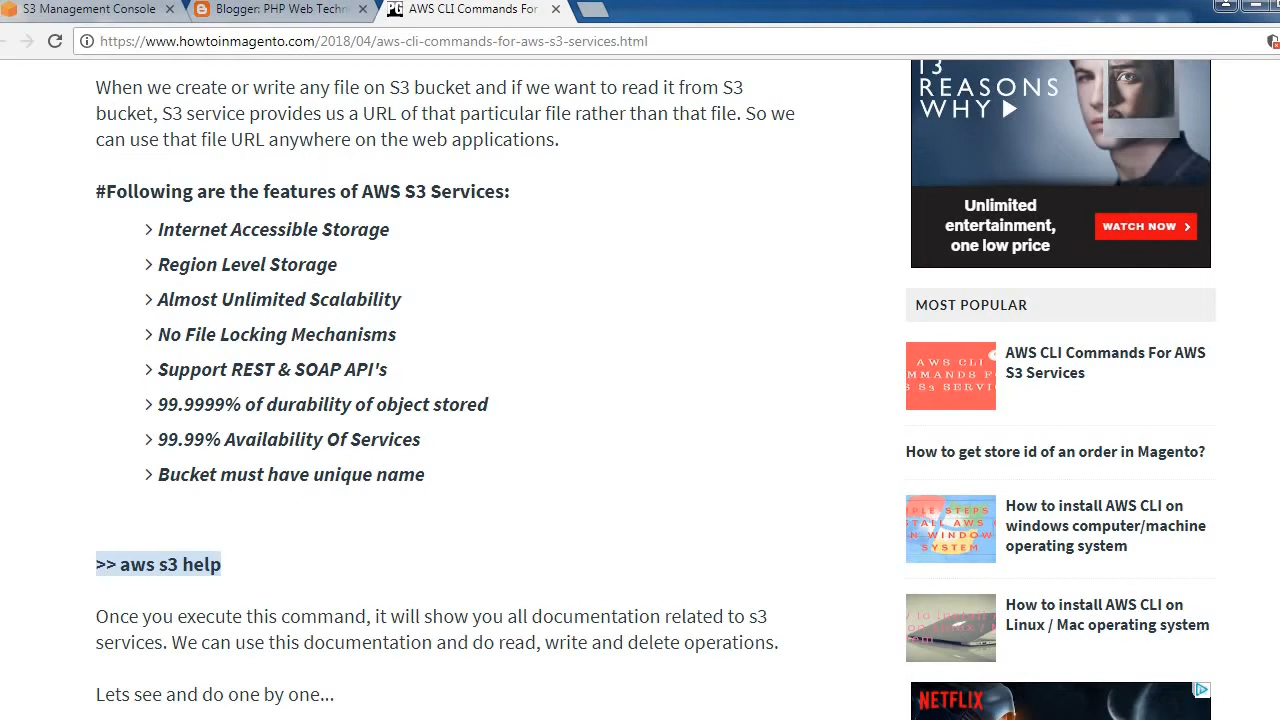 S3 Management Console
Blogger: PHP Web Techn
AWS CLI Commands For
https://www.howtoinmagento.com/2018/04/aws-cli-commands-for-aws-s3-services.html
When we create or write any file on S3 bucket and if we want to read it from S3
bucket, S3 service provides us a URL of that particular file rather than that file. So we
can use that file URL anywhere on the web applications.
#Following are the features of AWS S3 Services:
Internet Accessible Storage
Region Level Storage
Almost Unlimited Scalability
No File Locking Mechanisms
Support REST & SOAP API's
99.9999% of durability of object stored
99.99% Availability Of Services
Bucket must have unique name
>> aws s3 help
Once you execute this command, it will show you all documentation related to s3
services. We can use this documentation and do read, write and delete operations.
Lets see and do one by one...
13
REASONS
WHY
Unlimited
entertainment,
one low price
WATCH NOW
MOST POPULAR
AWS CLI
AWS CLI Commands For AWS
S3 Services
How to get store id of an order in Magento?
How to install AWS CLI on
windows computer/machine
operating system
How to install AWS CLI on
Linux / Mac operating system
NETFLIX